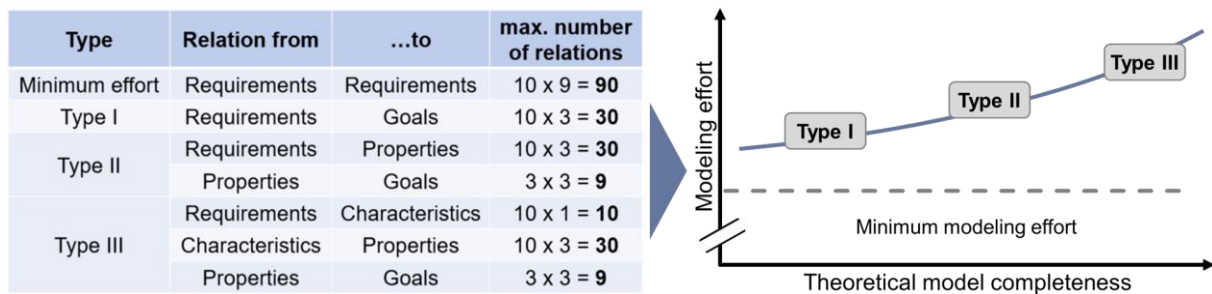 Type Relation from ...to max. number of relations
Minimum effort Requirements Requirements 10 x 9 = 90
Type I Requirements Goals 10 x 3 = 30
Type II Requirements Properties 10 x 3 = 30
Properties Goals 3 x 3 = 9
Type III Requirements Characteristics 10 x 1 = 10
Characteristics Properties 10 x 3 = 30
Properties Goals 3 x 3 = 9
Modeling effort
Type I
Type II
Type III
Minimum modeling effort
Theoretical model completeness